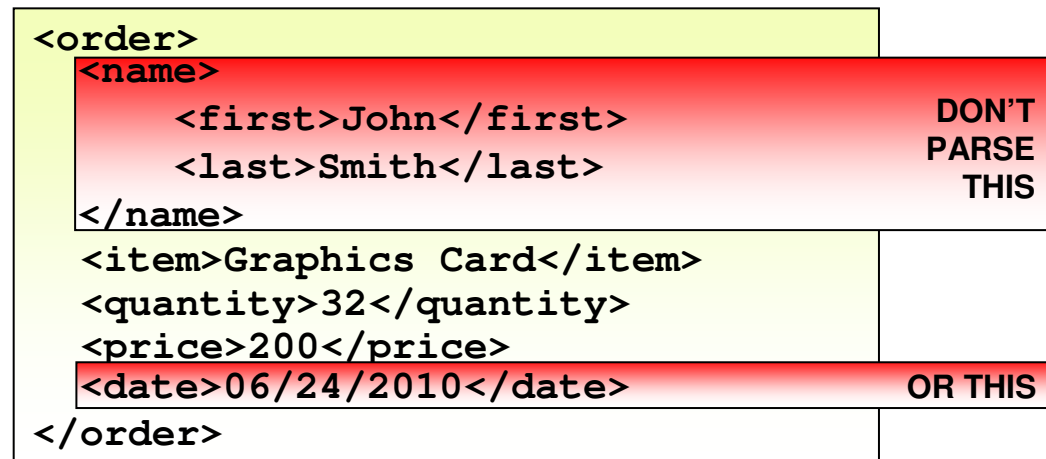 <order>
<name>
<first>John</first>
<last>Smith</last>
</name>
DON'T
PARSE
THIS
<item>Graphics Card</item>
<quantity>32</quantity>
<price>200</price>
<date>06/24/2010</date>
OR THIS
</order>